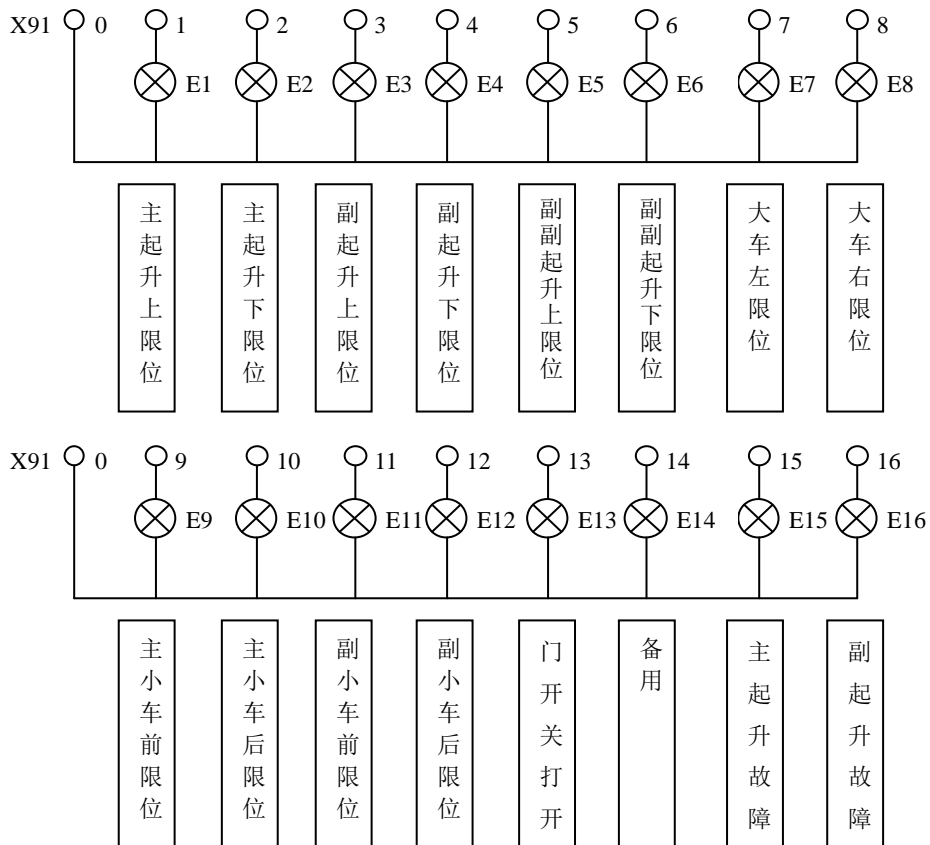 X91 0 1 2 3 4 5 6 7 8
E1 E2 E3 E4 E5 E6 E7 E8
主起升上限位
主起升下限位
副起升上限位
副起升下限位
副副起升上限位
副副起升下限位
大车左限位
大车右限位
X91 0 9 10 11 12 13 14 15 16
E9 E10 E11 E12 E13 E14 E15 E16
主小车前限位
主小车后限位
副小车前限位
副小车后限位
门开关打开
备用
主起升故障
副起升故障